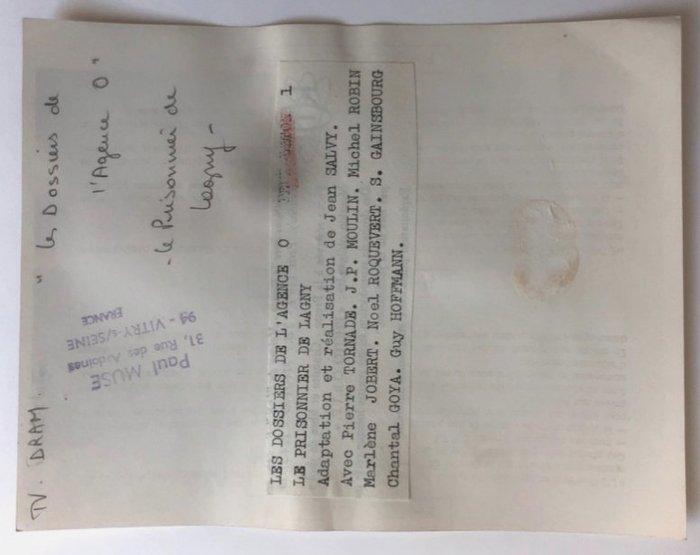 TV. DRAM.
" les Dossiers de
l'Agence O "
- le Prisonnier de
Lagny -
Paul MUSE
31, Rue des Ardoines
94 - VITRY-s/SEINE
FRANCE
LES DOSSIERS DE L'AGENCE O 1
LE PRISONNIER DE LAGNY
Adaptation et réalisation de Jean SALVY.
Avec Pierre TORNADE. J.P. MOULIN. Michel ROBIN
Marlène JOBERT. Noel ROQUEVERT. S. GAINSBOURG
Chantal GOYA. Guy HOFFMANN.